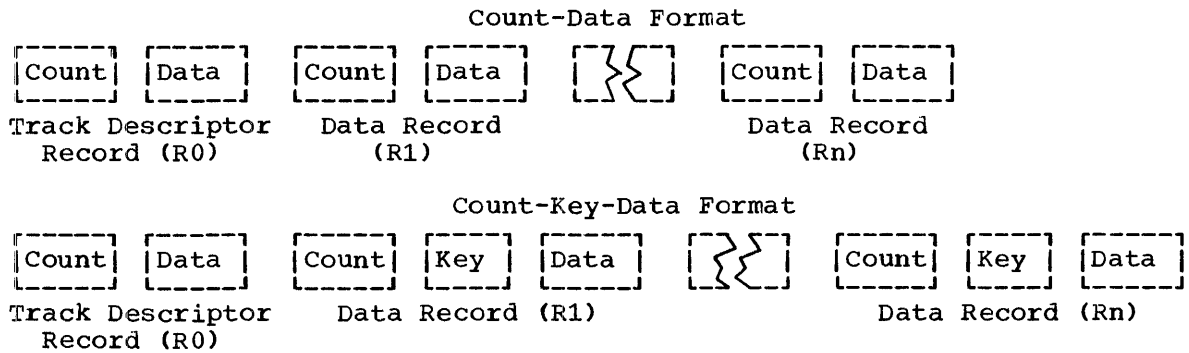 Count-Data Format
Count Data Count Data Count Data
Track Descriptor Data Record Data Record
Record (R0) (R1) (Rn)
Count-Key-Data Format
Count Data Count Key Data Count Key Data
Track Descriptor Data Record (R1) Data Record (Rn)
Record (R0)